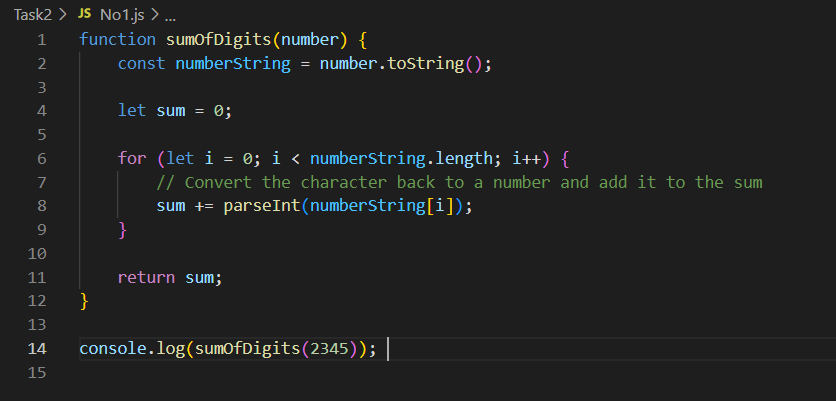 Task2 > JS No1.js > ...
1 function sumOfDigits(number) {
2     const numberString = number.toString();
3
4     let sum = 0;
5
6     for (let i = 0; i < numberString.length; i++) {
7         // Convert the character back to a number and add it to the sum
8         sum += parseInt(numberString[i]);
9     }
10
11     return sum;
12 }
13
14 console.log(sumOfDigits(2345));
15